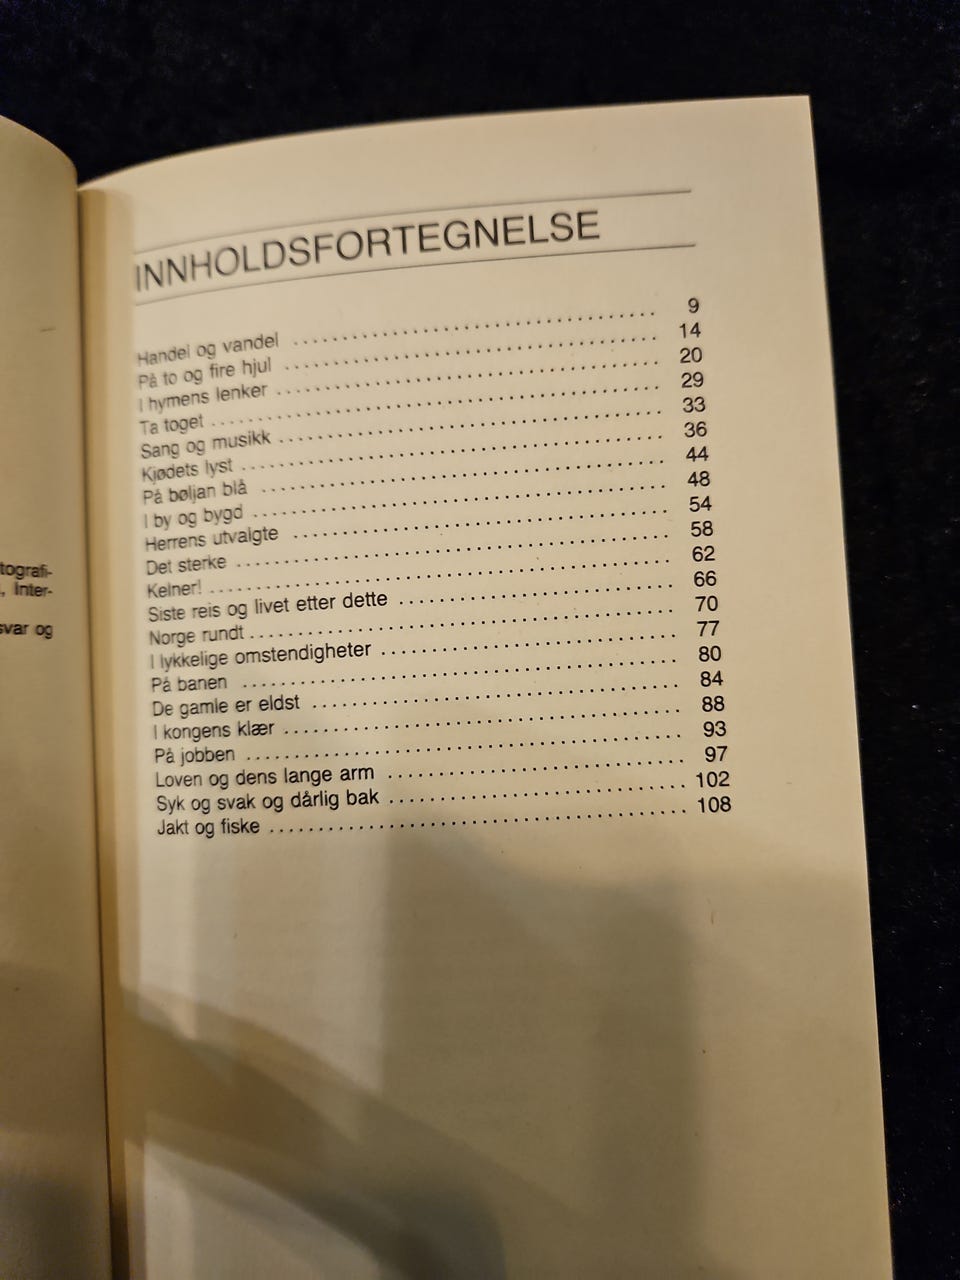 tografi-
, Inter-
svar og
INNHOLDSFORTEGNELSE
Handel og vandel .......... 9
På to og fire hjul .......... 14
I hymens lenker .......... 20
Ta toget .......... 29
Sang og musikk .......... 33
Kjødets lyst .......... 36
På bøljan blå .......... 44
I by og bygd .......... 48
Herrens utvalgte .......... 54
Det sterke .......... 58
Kelner! .......... 62
Siste reis og livet etter dette .......... 66
Norge rundt .......... 70
I lykkelige omstendigheter .......... 77
På banen .......... 80
De gamle er eldst .......... 84
I kongens klær .......... 88
På jobben .......... 93
Loven og dens lange arm .......... 97
Syk og svak og dårlig bak .......... 102
Jakt og fiske .......... 108